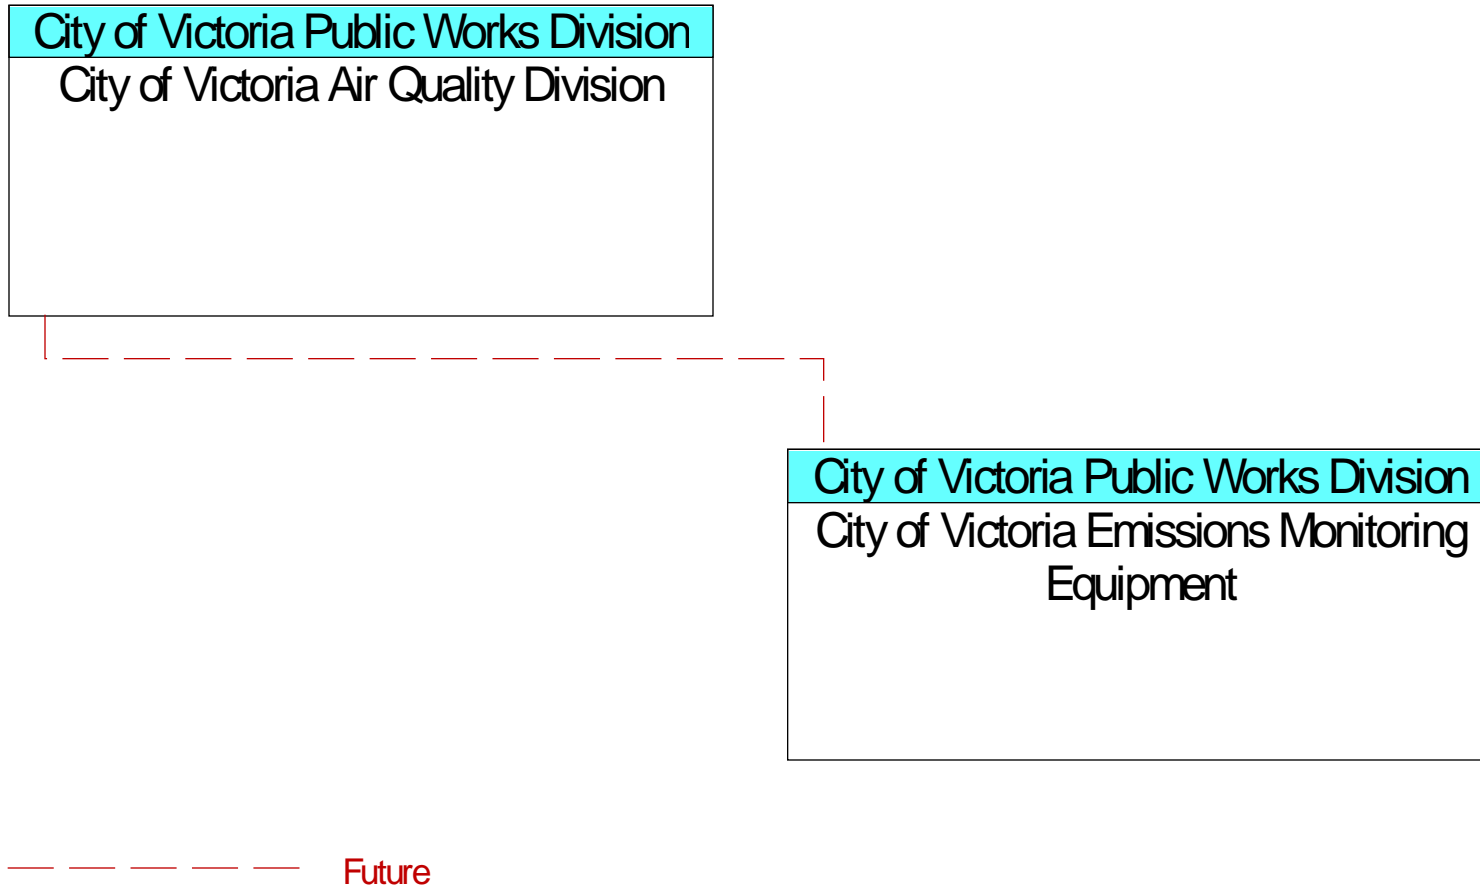 City of Victoria Public Works Division
City of Victoria Air Quality Division
City of Victoria Public Works Division
City of Victoria Emissions Monitoring
Equipment
Future